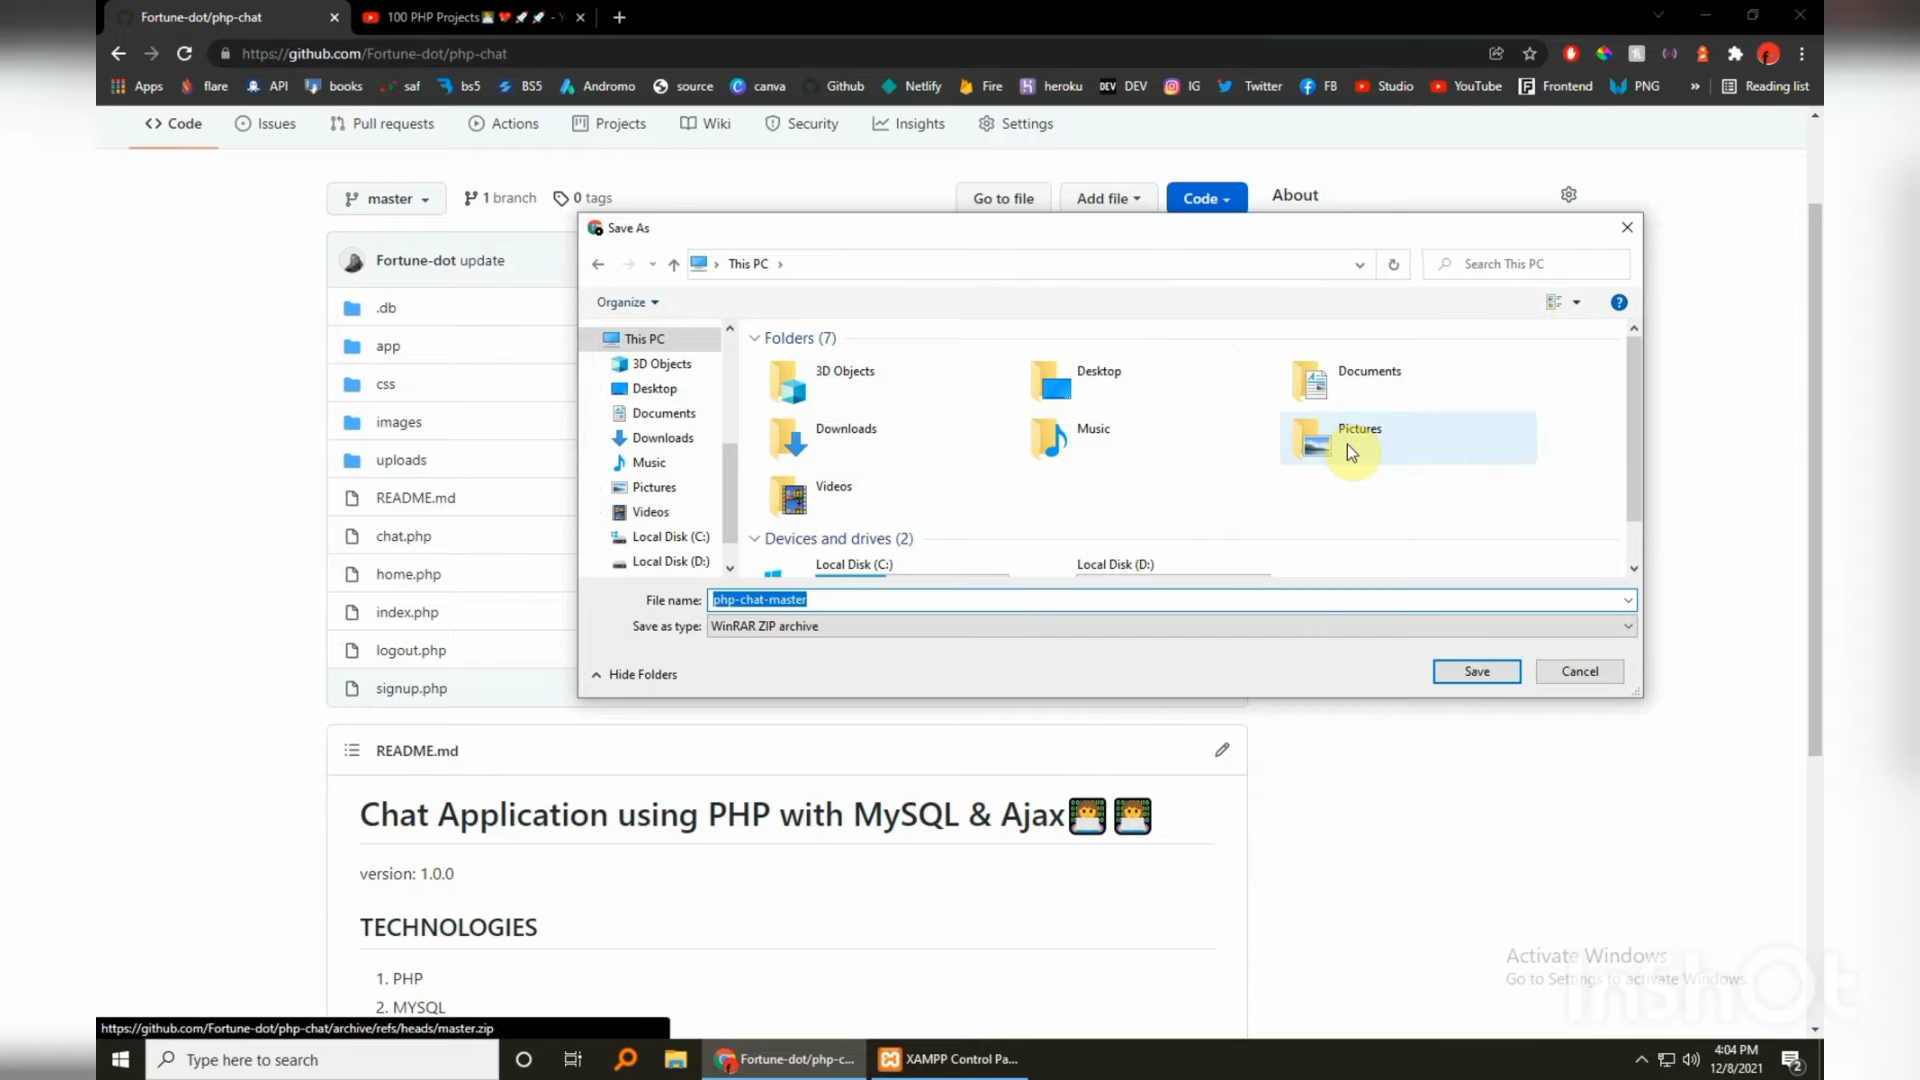 Fortune-dot/php-chat
100 PHP Projects
https://github.com/Fortune-dot/php-chat
Apps flare API books saf bs5 BS5 Andromo source canva Github Netlify Fire heroku DEV DEV IG Twitter FB Studio YouTube Frontend PNG » Reading list
Code Issues Pull requests Actions Projects Wiki Security Insights Settings
master 1 branch 0 tags Go to file Add file Code About
Save As
Fortune-dot update
This PC Search This PC
Organize
.db
app
css
images
uploads
README.md
chat.php
home.php
index.php
logout.php
signup.php
This PC
3D Objects
Desktop
Documents
Downloads
Music
Pictures
Videos
Local Disk (C:)
Local Disk (D:)
Folders (7)
3D Objects Desktop Documents
Downloads Music Pictures
Videos
Devices and drives (2)
Local Disk (C:) Local Disk (D:)
File name: php-chat-master
Save as type: WinRAR ZIP archive
Hide Folders Save Cancel
README.md
Chat Application using PHP with MySQL & Ajax
version: 1.0.0
TECHNOLOGIES
1. PHP
2. MYSQL
Activate Windows
Go to Settings to activate Windows.
InShOt
https://github.com/Fortune-dot/php-chat/archive/refs/heads/master.zip
Type here to search Fortune-dot/php-c... XAMPP Control Pa...
4:04 PM
12/8/2021
2